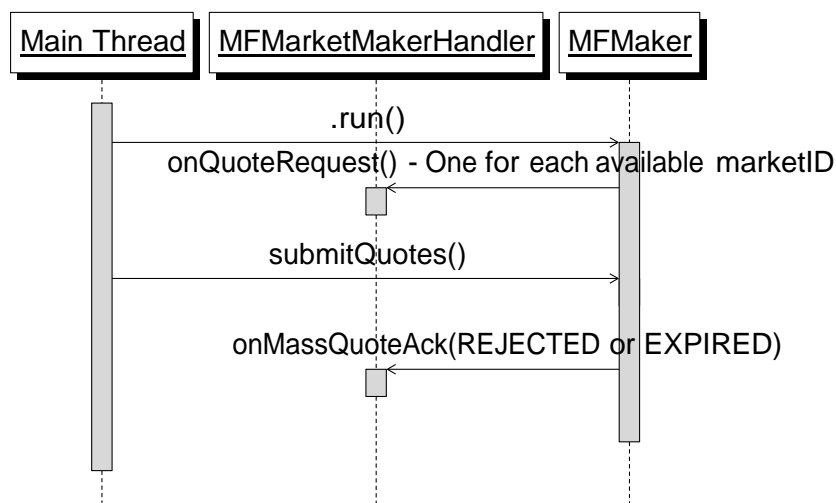 Main Thread
MFMarketMakerHandler
MFMaker
.run()
onQuoteRequest() - One for each available marketID
submitQuotes()
onMassQuoteAck(REJECTED or EXPIRED)